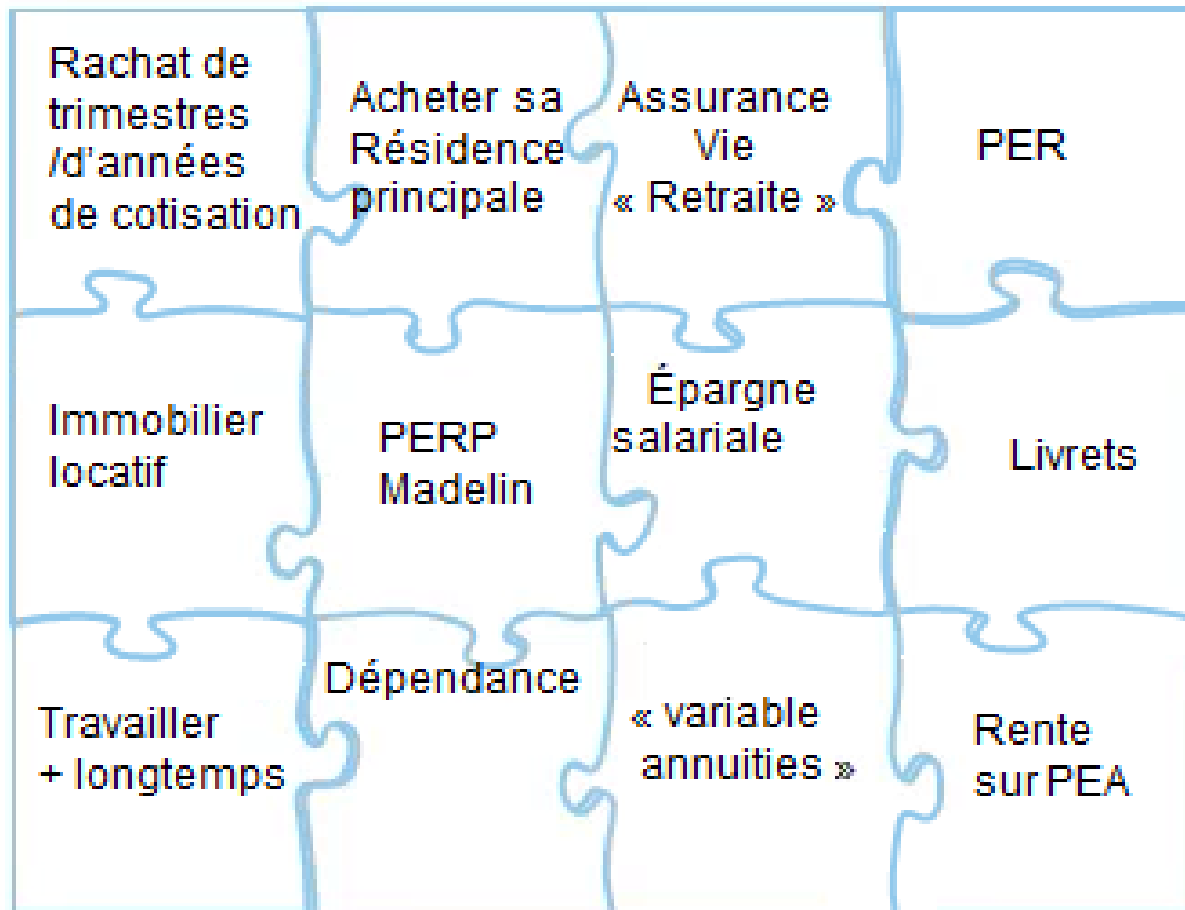 Rachat de
trimestres
/d'années
de cotisation
Acheter sa
Résidence
principale
Assurance
Vie
« Retraite »
PER
Immobilier
locatif
PERP
Madelin
Épargne
salariale
Livrets
Travailler
+ longtemps
Dépendance
« variable
annuities »
Rente
sur PEA